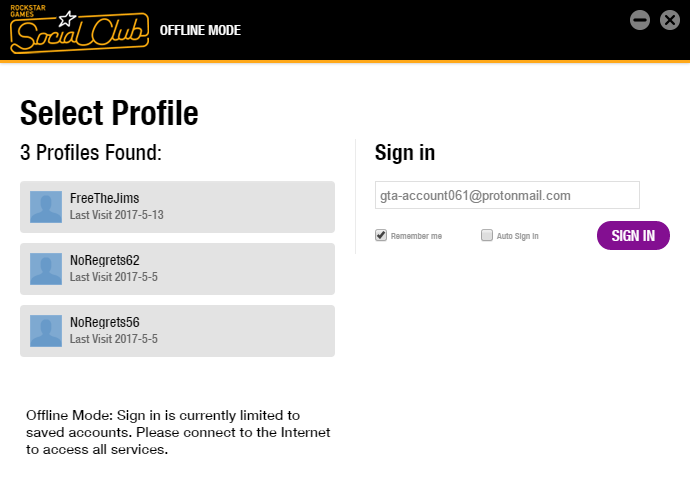 ROCKSTAR
GAMES
Social Club
OFFLINE MODE
Select Profile
3 Profiles Found:
FreeTheJims
Last Visit 2017-5-13
NoRegrets62
Last Visit 2017-5-5
NoRegrets56
Last Visit 2017-5-5
Offline Mode: Sign in is currently limited to
saved accounts. Please connect to the Internet
to access all services.
Sign in
gta-account061@protonmail.com
Remember me
Auto Sign In
SIGN IN